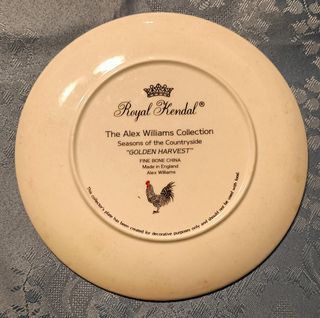 Royal Kendal®
The Alex Williams Collection
Seasons of the Countryside
"GOLDEN HARVEST"
FINE BONE CHINA
Made in England
Alex Williams
This collector's plate has been created for decorative purposes only and should not be used with food.